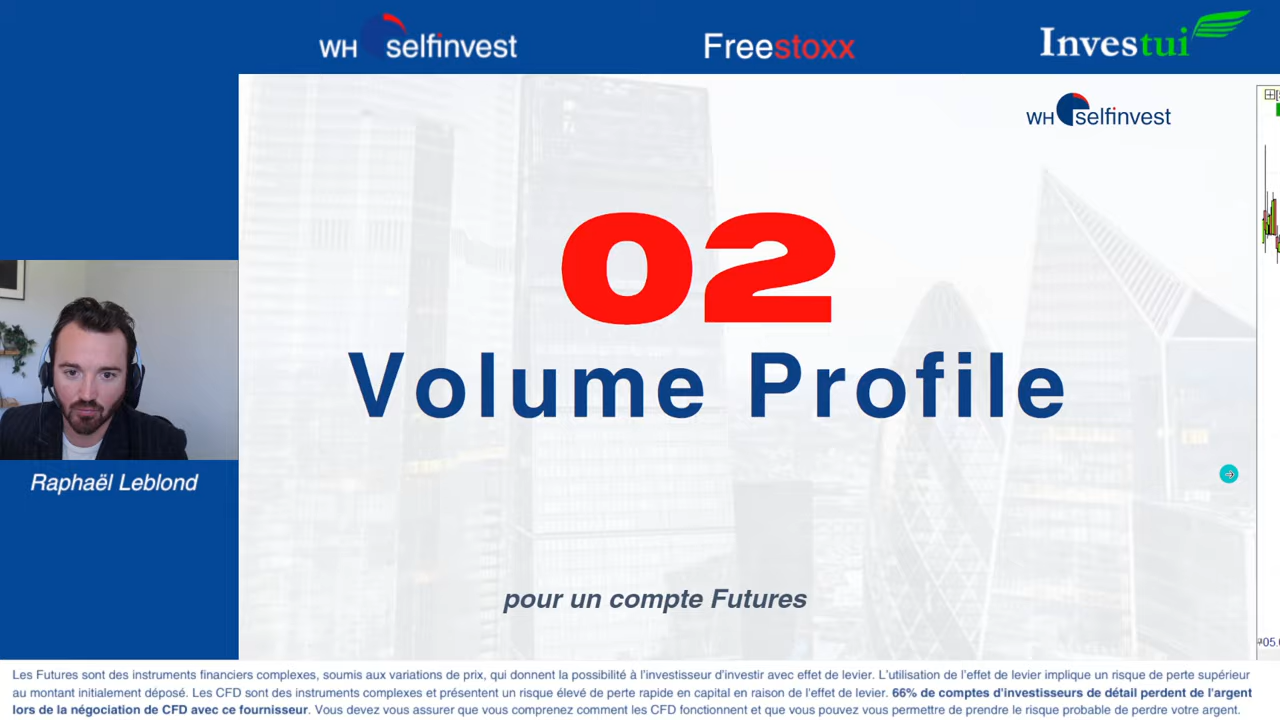 WH selfinvest
Freestoxx
Investui
WH selfinvest
02
Volume Profile
Raphaël Leblond
pour un compte Futures
Les Futures sont des instruments financiers complexes, soumis aux variations de prix, qui donnent la possibilité à l'investisseur d'investir avec effet de levier. L'utilisation de l'effet de levier implique un risque de perte supérieur
au montant initialement déposé. Les CFD sont des instruments complexes et présentent un risque élevé de perte rapide en capital en raison de l'effet de levier. 66% de comptes d'investisseurs de détail perdent de l'argent
lors de la négociation de CFD avec ce fournisseur. Vous devez vous assurer que vous comprenez comment les CFD fonctionnent et que vous pouvez vous permettre de prendre le risque probable de perdre votre argent.